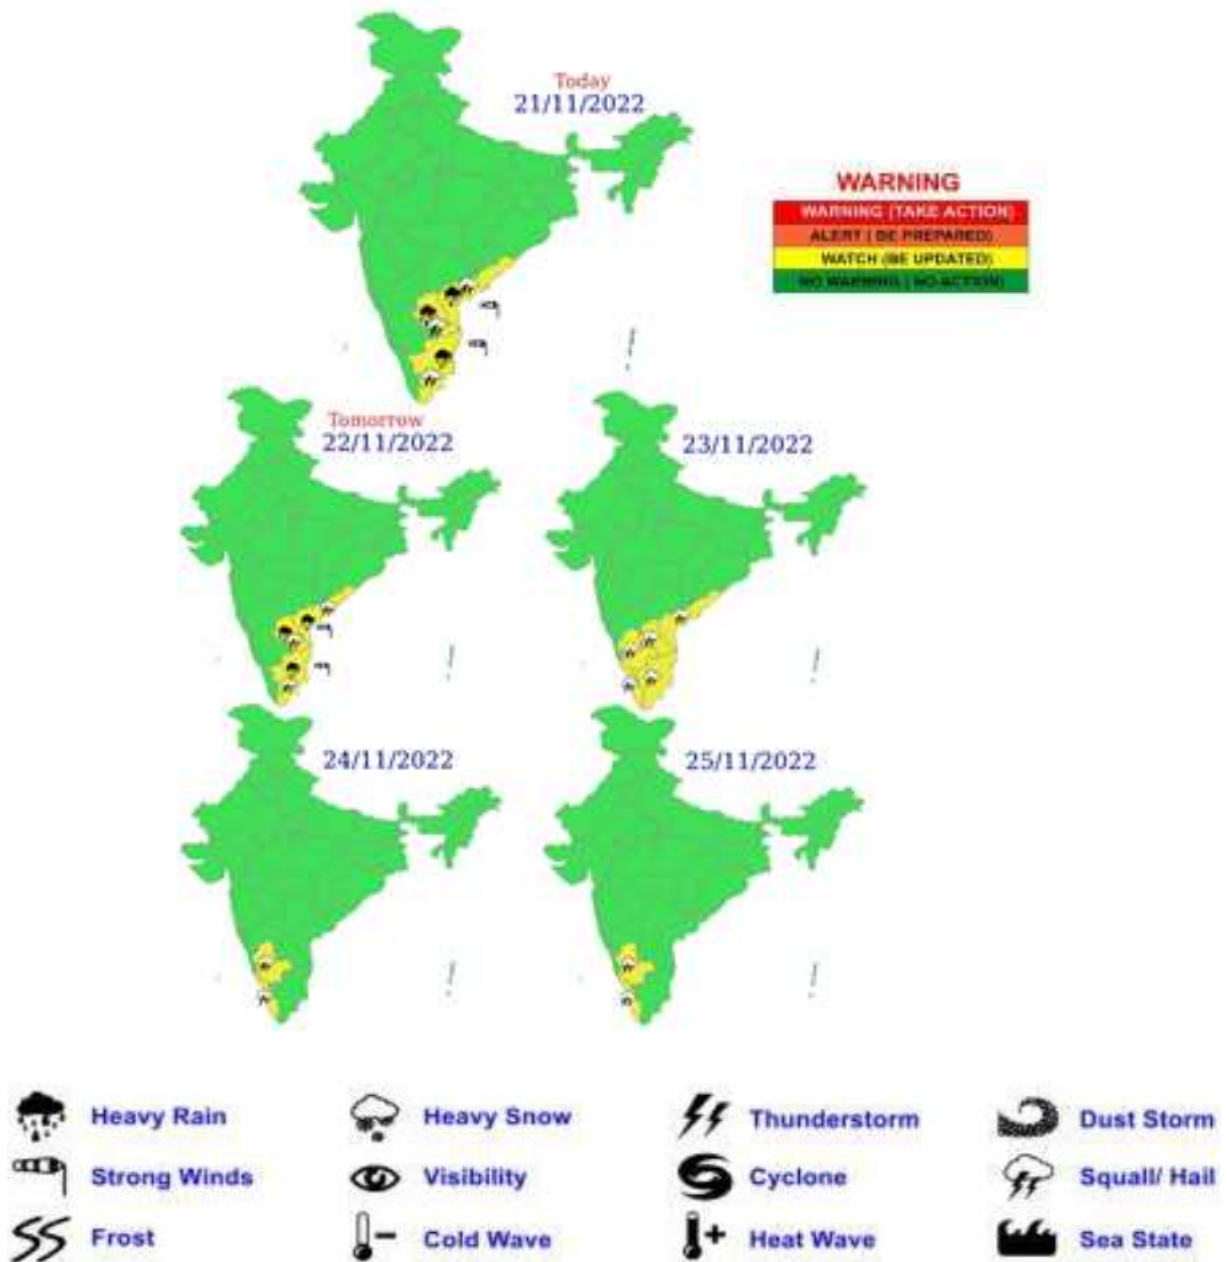 Today
21/11/2022
WARNING
WARNING (TAKE ACTION)
ALERT ( BE PREPARED)
WATCH (BE UPDATED)
NO WARNING ( NO ACTION)
Tomorrow
22/11/2022
23/11/2022
24/11/2022
25/11/2022
Heavy Rain
Heavy Snow
Thunderstorm
Dust Storm
Strong Winds
Visibility
Cyclone
Squall/ Hail
Frost
Cold Wave
Heat Wave
Sea State